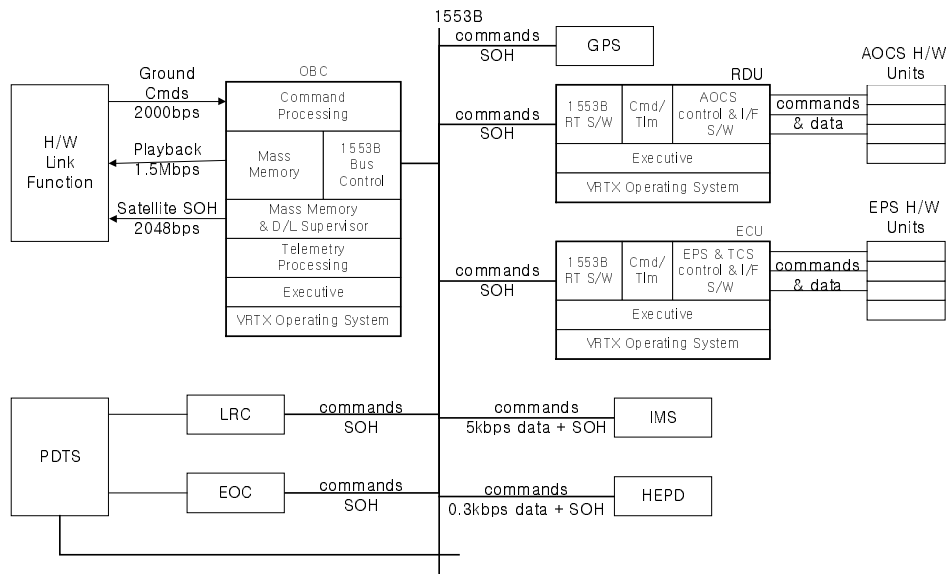 1553B
commands
SOH
GPS
AOCS H/W
Units
Ground
Cmds
2000bps
OBC
Command
Processing
RDU
commands
SOH
1553B
RT S/W
Cmd/
Tlm
AOCS
control & I/F
S/W
commands
& data
Executive
VRTX Operating System
H/W
Link
Function
Playback
1.5Mbps
Mass
Memory
1553B
Bus
Control
Satellite SOH
2048bps
Mass Memory
& D/L Supervisor
Telemetry
Processing
Executive
VRTX Operating System
EPS H/W
Units
ECU
commands
SOH
1553B
RT S/W
Cmd/
Tlm
EPS & TCS
control & I/F
S/W
commands
& data
Executive
VRTX Operating System
PDTS
LRC
commands
SOH
commands
5kbps data + SOH
IMS
EOC
commands
SOH
commands
0.3kbps data + SOH
HEPD